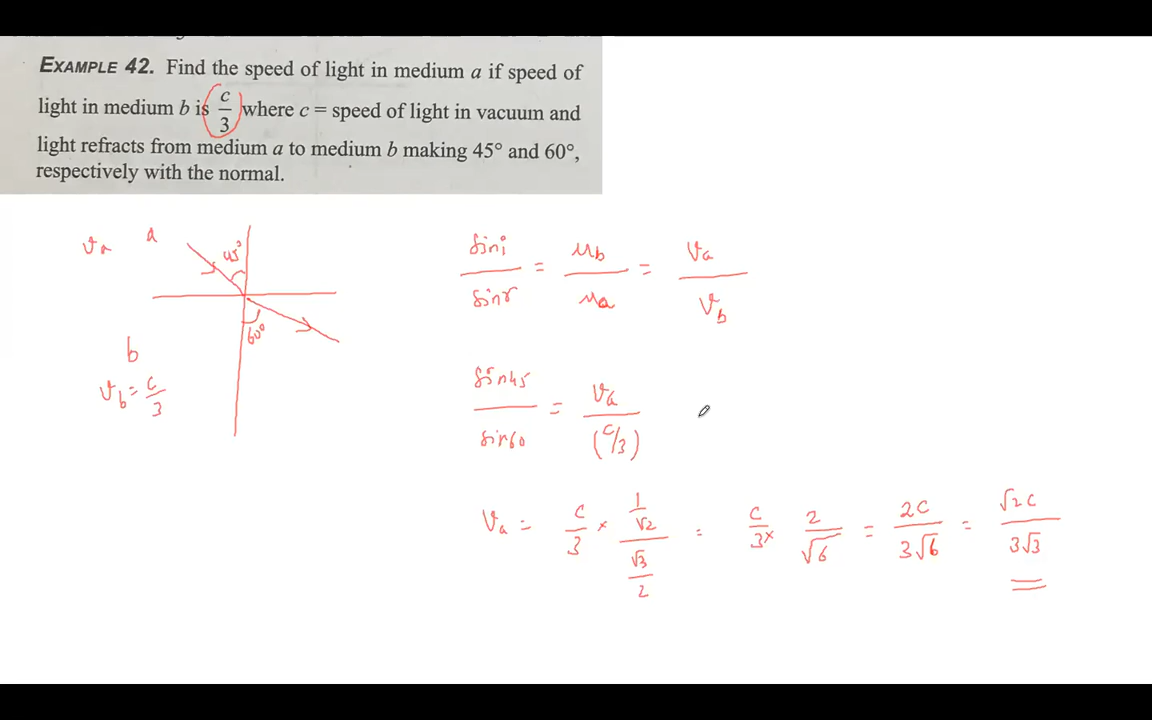 EXAMPLE 42. Find the speed of light in medium a if speed of
light in medium b is c/3 where c = speed of light in vacuum and
light refracts from medium a to medium b making 45° and 60°,
respectively with the normal.
va a 45°
60°
b
vb = c/3
sin i / sin r = μb / μa = va / vb
sin 45 / sin 60 = va / (c/3)
va = c/3 × (1/√2) / (√3/2) = c/3 × 2/√6 = 2c/3√6 = √2c/3√3